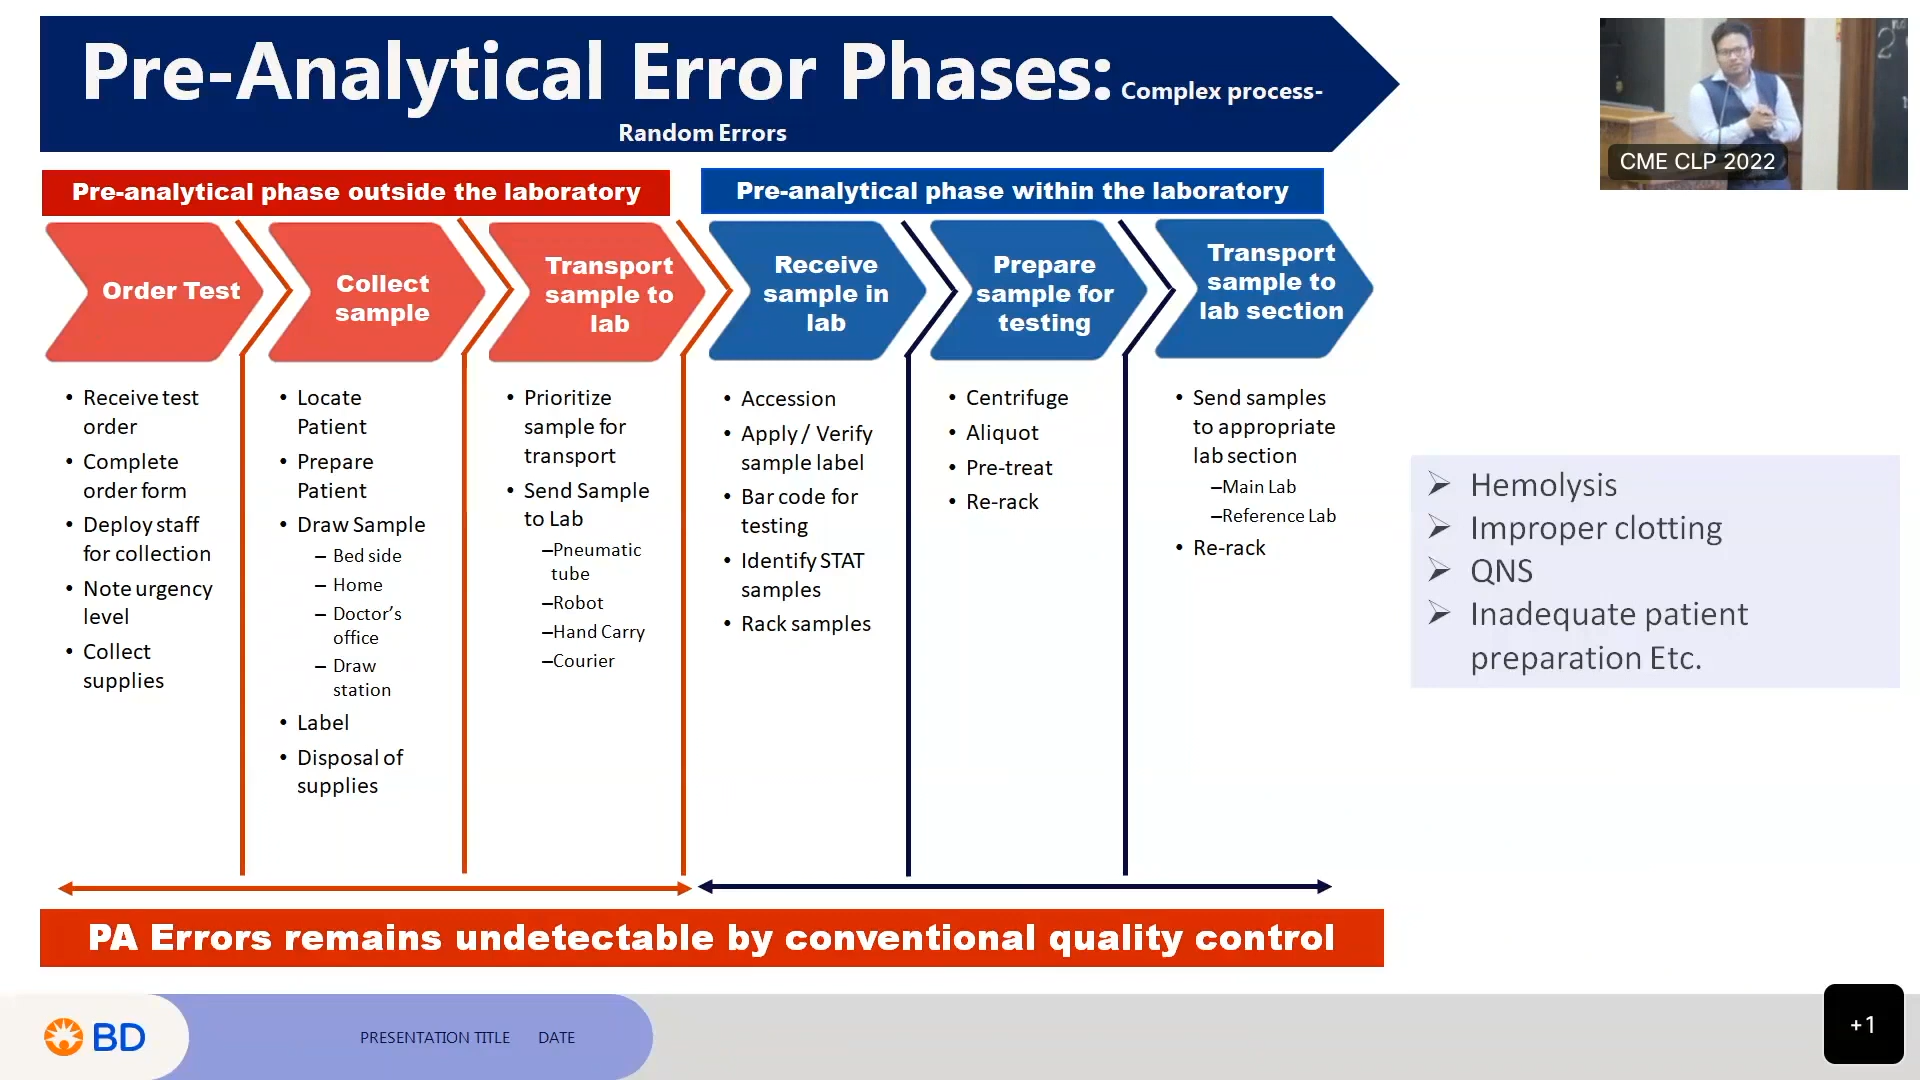 Pre-Analytical Error Phases: Complex process-
Random Errors
CME CLP 2022
Pre-analytical phase outside the laboratory
Pre-analytical phase within the laboratory
Order Test
Collect
sample
Transport
sample to
lab
Receive
sample in
lab
Prepare
sample for
testing
Transport
sample to
lab section
• Receive test
order
• Complete
order form
• Deploy staff
for collection
• Note urgency
level
• Collect
supplies
• Locate
Patient
• Prepare
Patient
• Draw Sample
– Bed side
– Home
– Doctor’s
office
– Draw
station
• Label
• Disposal of
supplies
• Prioritize
sample for
transport
• Send Sample
to Lab
–Pneumatic
tube
–Robot
–Hand Carry
–Courier
• Accession
• Apply / Verify
sample label
• Bar code for
testing
• Identify STAT
samples
• Rack samples
• Centrifuge
• Aliquot
• Pre-treat
• Re-rack
• Send samples
to appropriate
lab section
–Main Lab
–Reference Lab
• Re-rack
➢ Hemolysis
➢ Improper clotting
➢ QNS
➢ Inadequate patient
preparation Etc.
PA Errors remains undetectable by conventional quality control
BD
PRESENTATION TITLE DATE
+1